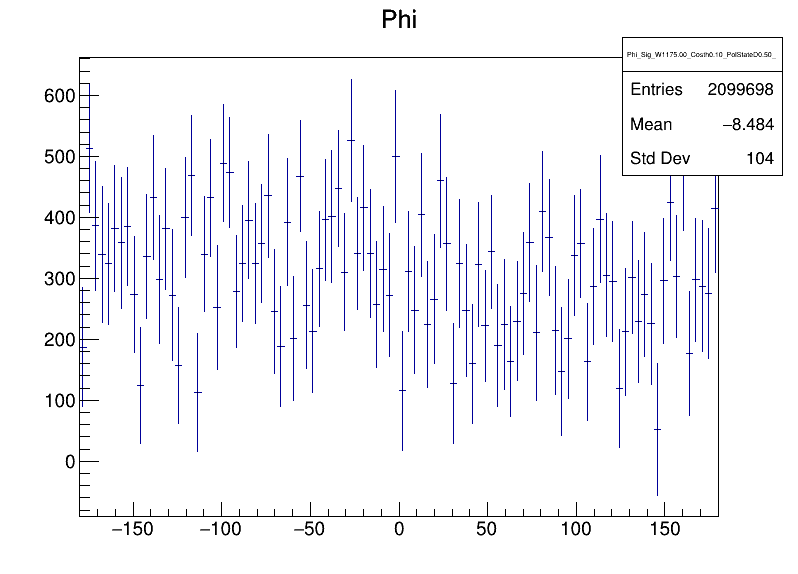 Phi
Phi_Sig_W1175.00_Costh0.10_PolStateD0.50_
Entries 2099698
Mean −8.484
Std Dev 104
600
500
400
300
200
100
0
−150 −100 −50 0 50 100 150